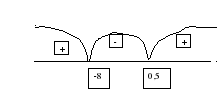 + - +
-8 0,5